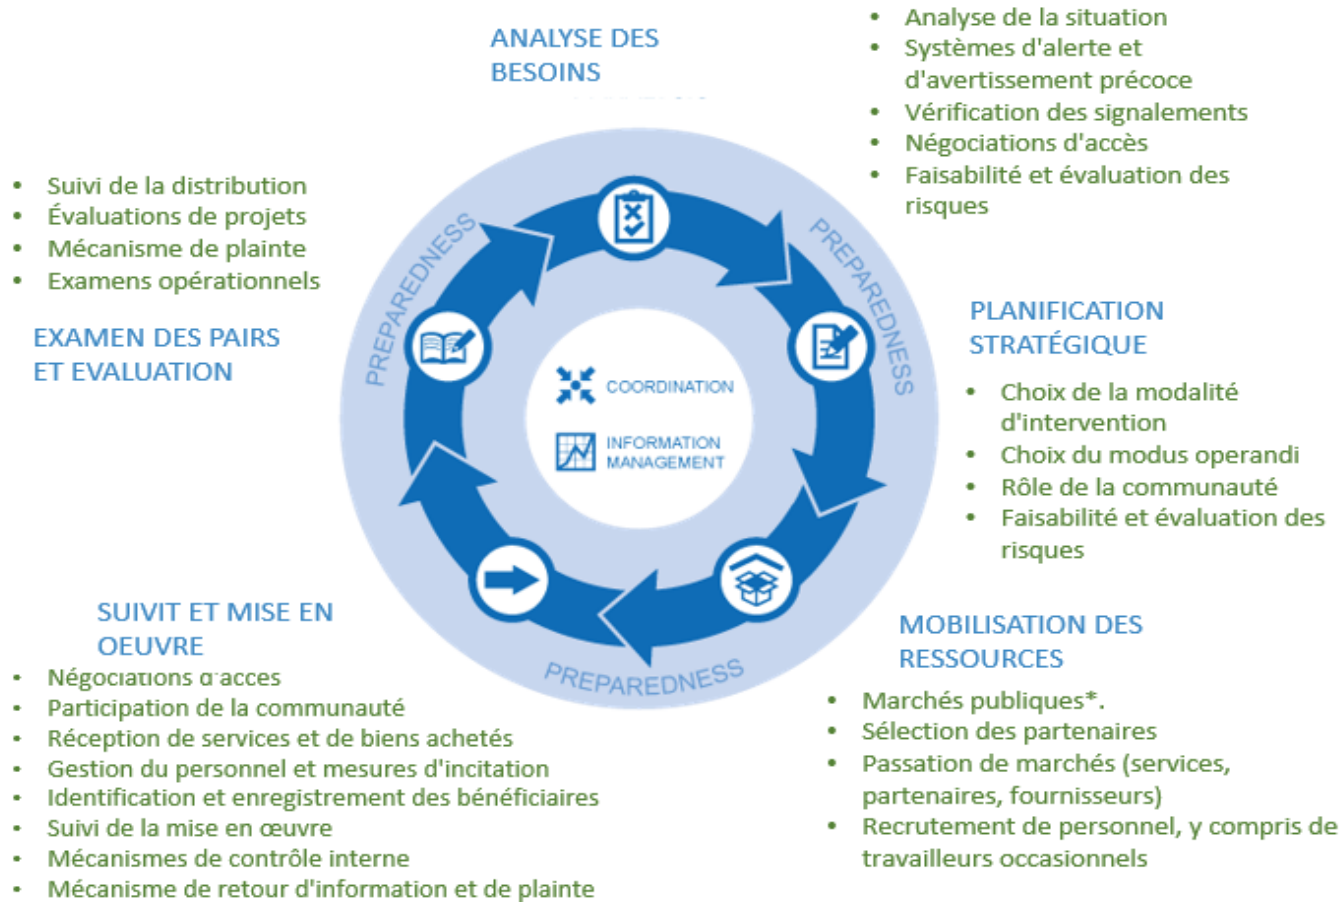 ANALYSE DES
BESOINS
• Analyse de la situation
• Systèmes d'alerte et
d'avertissement précoce
• Vérification des signalements
• Négociations d'accès
• Faisabilité et évaluation des
risques
PLANIFICATION
STRATÉGIQUE
• Choix de la modalité
d'intervention
• Choix du modus operandi
• Rôle de la communauté
• Faisabilité et évaluation des
risques
MOBILISATION DES
RESSOURCES
• Marchés publiques*.
• Sélection des partenaires
• Passation de marchés (services,
partenaires, fournisseurs)
• Recrutement de personnel, y compris de
travailleurs occasionnels
SUIVIT ET MISE EN
OEUVRE
• Négociations d'acces
• Participation de la communauté
• Réception de services et de biens achetés
• Gestion du personnel et mesures d'incitation
• Identification et enregistrement des bénéficiaires
• Suivi de la mise en œuvre
• Mécanismes de contrôle interne
• Mécanisme de retour d'information et de plainte
• Suivi de la distribution
• Évaluations de projets
• Mécanisme de plainte
• Examens opérationnels
EXAMEN DES PAIRS
ET EVALUATION
PREPAREDNESS
PREPAREDNESS
PREPAREDNESS
COORDINATION
INFORMATION
MANAGEMENT